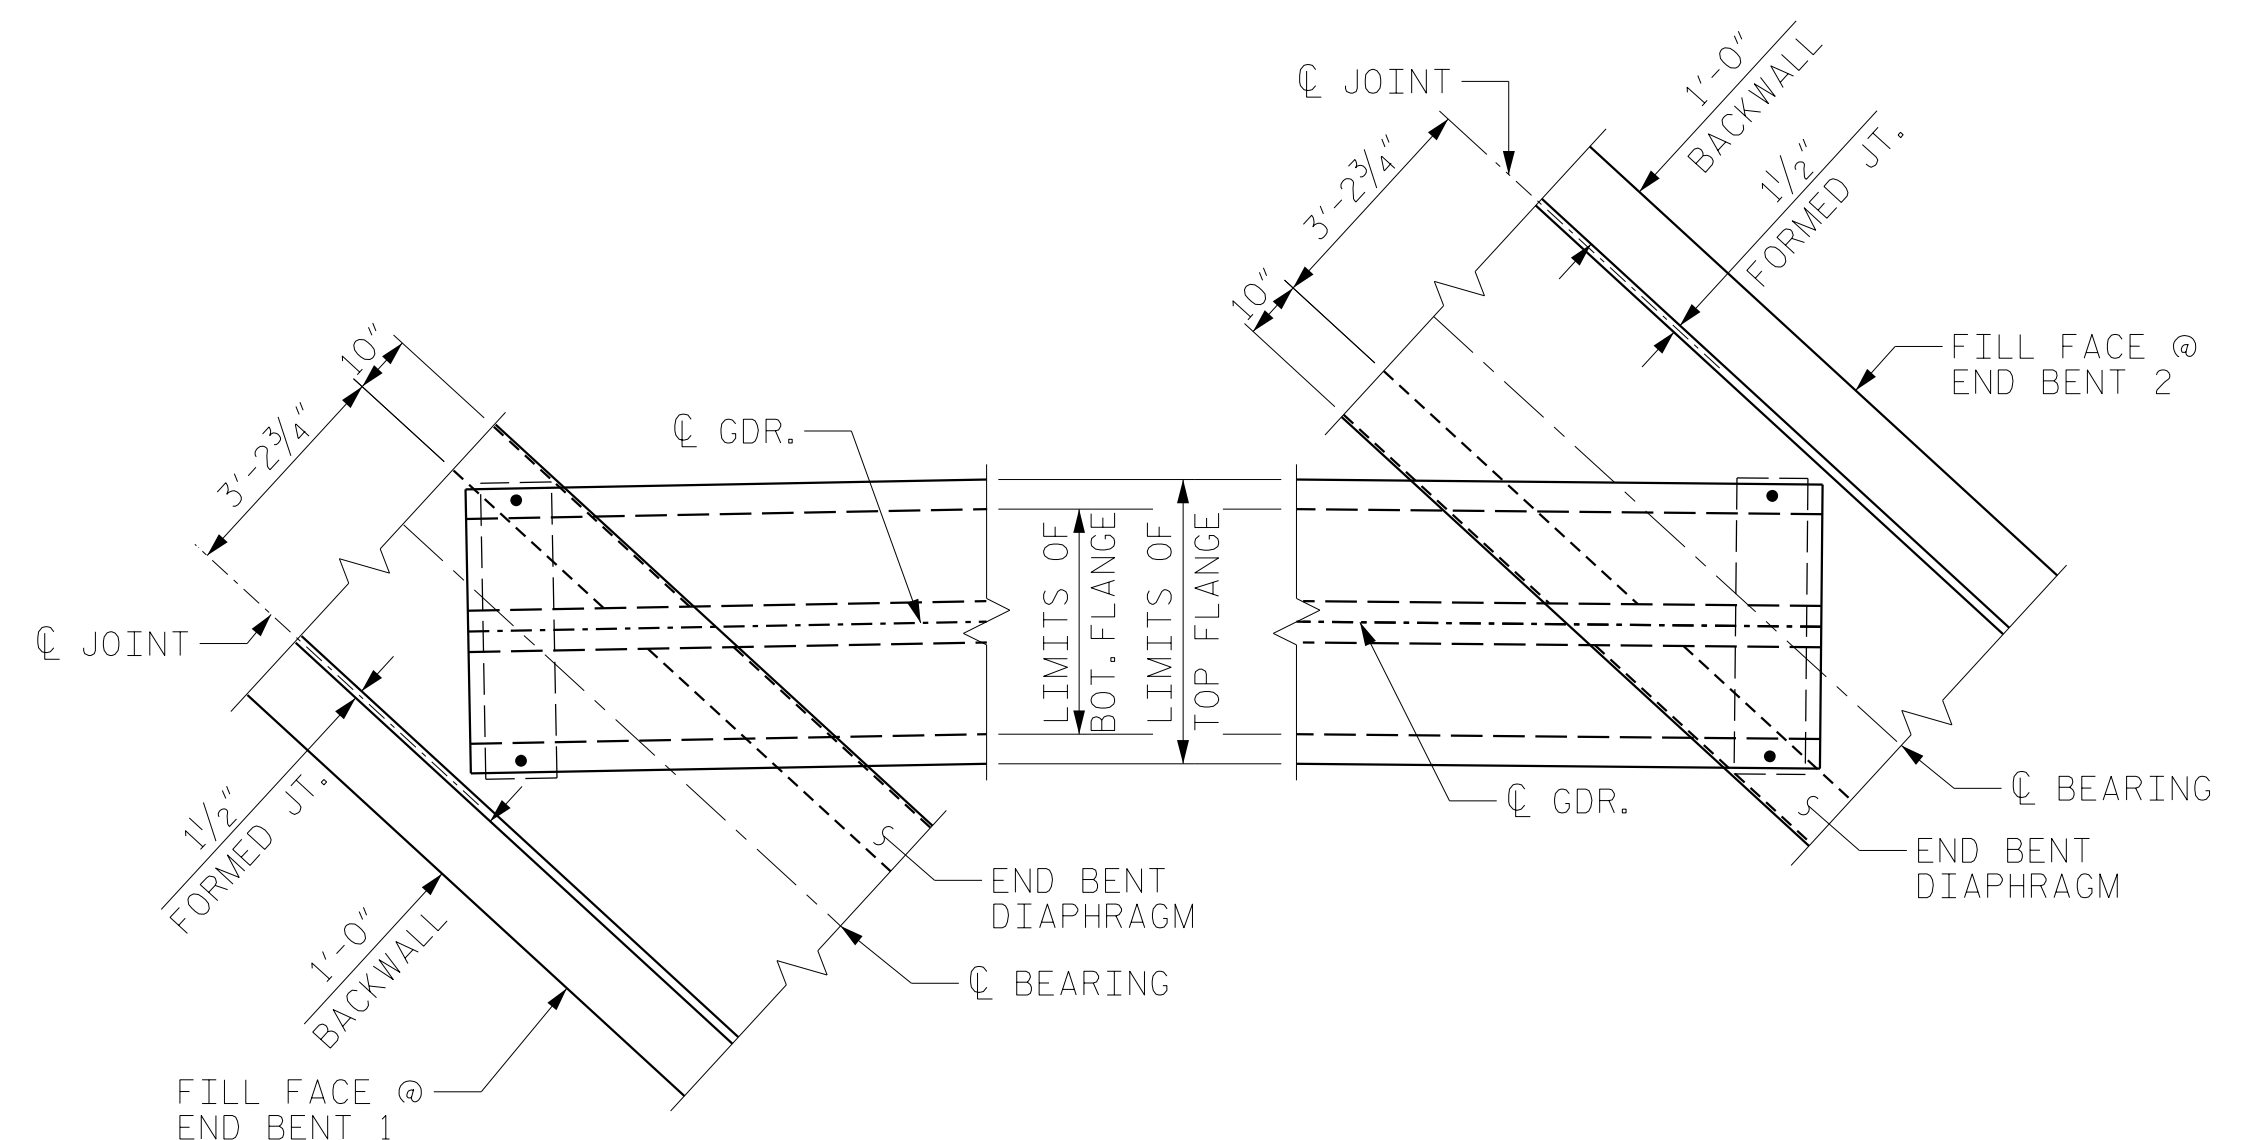 ℄ JOINT
1'-0"
BACKWALL
3'-2¾"
1½"
FORMED JT.
10"
FILL FACE @
END BENT 2
10"
3'-2¾"
℄ GDR.
LIMITS OF
BOT. FLANGE
LIMITS OF
TOP FLANGE
℄ JOINT
℄ GDR.
℄ BEARING
END BENT
DIAPHRAGM
1½"
FORMED JT.
END BENT
DIAPHRAGM
1'-0"
BACKWALL
℄ BEARING
FILL FACE @
END BENT 1